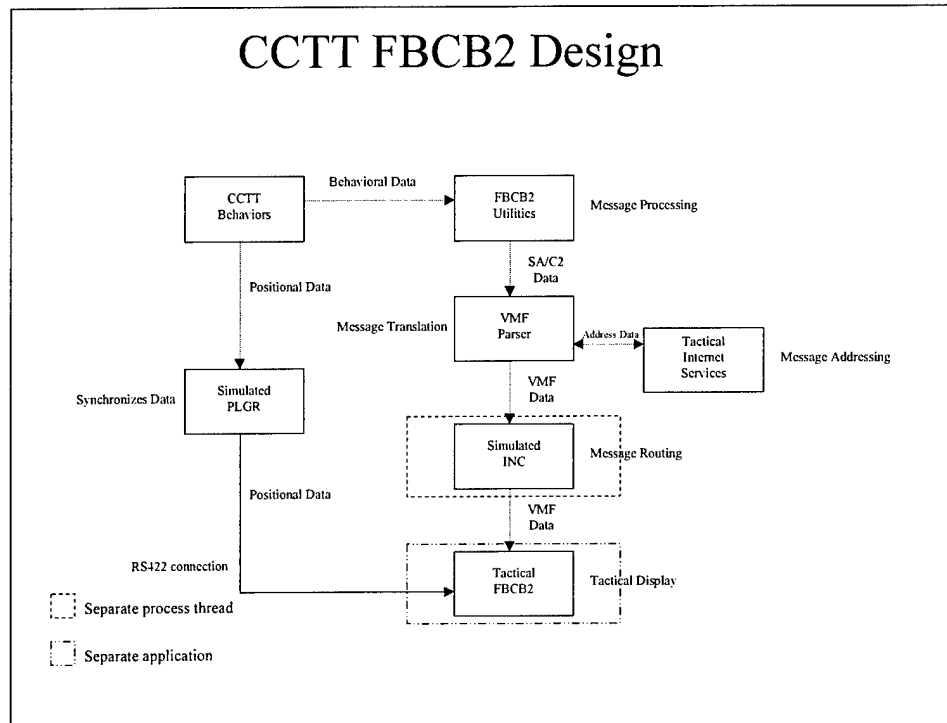 CCTT FBCB2 Design
Behavioral Data
CCTT
Behaviors
FBCB2
Utilities
Message Processing
SA/C2
Data
Positional Data
Message Translation
VMF
Parser
Address Data
Tactical
Internet
Services
Message Addressing
VMF
Data
Synchronizes Data
Simulated
PLGR
Simulated
INC
Message Routing
Positional Data
VMF
Data
RS422 connection
Tactical
FBCB2
Tactical Display
Separate process thread
Separate application